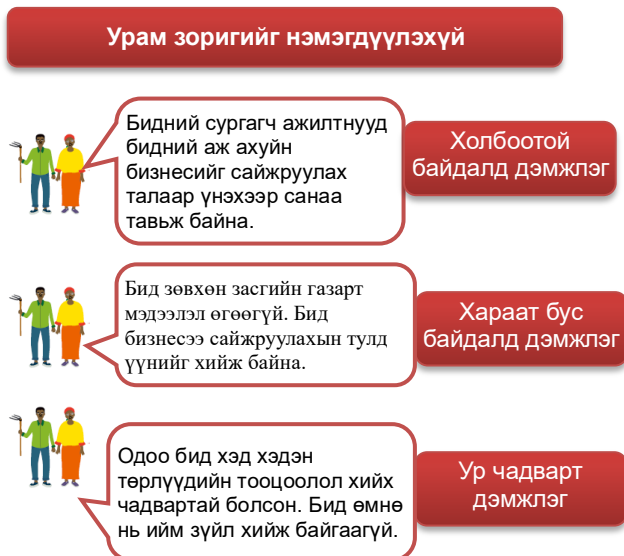 Урам зоригийг нэмэгдүүлэхүй
Бидний сургагч ажилтнууд
бидний аж ахуйн
бизнесийг сайжруулах
талаар үнэхээр санаа
тавьж байна.
Холбоотой
байдалд дэмжлэг
Бид зөвхөн засгийн газарт
мэдээлэл өгөөгүй. Бид
бизнесээ сайжруулахын тулд
үүнийг хийж байна.
Хараат бус
байдалд дэмжлэг
Одоо бид хэд хэдэн
төрлүүдийн тооцоолол хийх
чадвартай болсон. Бид өмнө
нь ийм зүйл хийж байгаагүй.
Ур чадварт
дэмжлэг